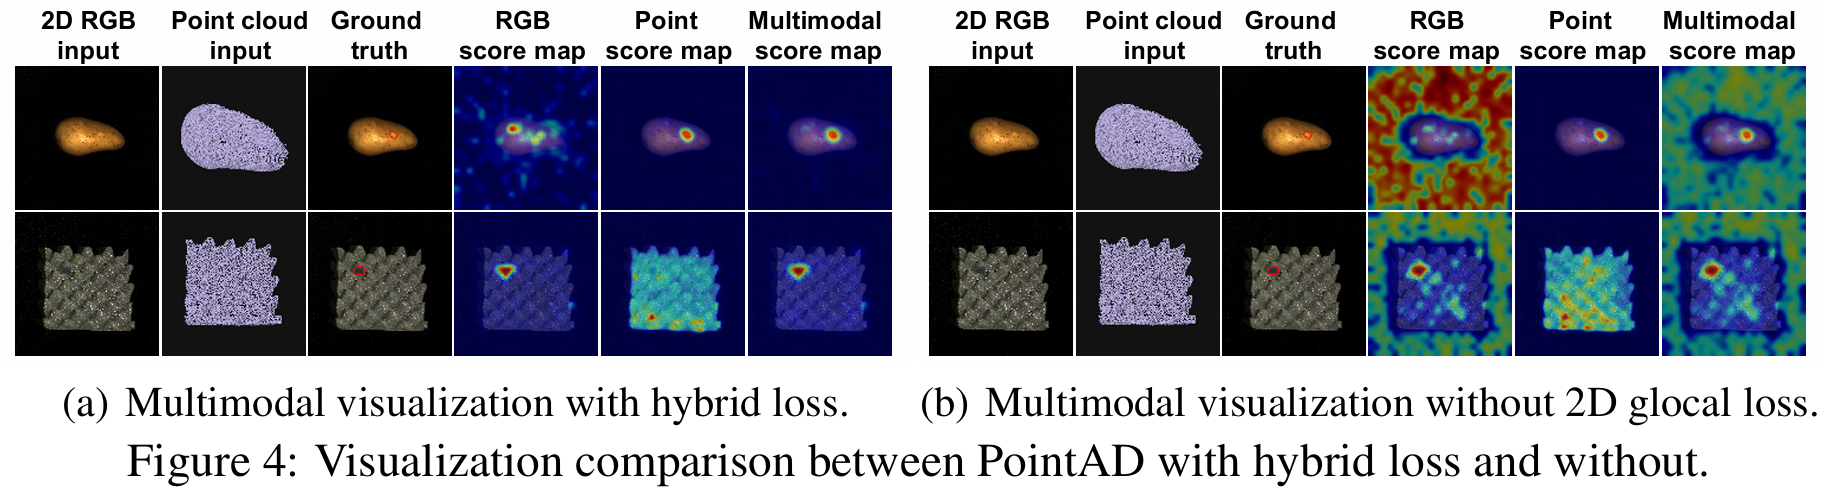 2D RGB input Point cloud input Ground truth RGB score map Point score map Multimodal score map
2D RGB input Point cloud input Ground truth RGB score map Point score map Multimodal score map
(a) Multimodal visualization with hybrid loss.
(b) Multimodal visualization without 2D glocal loss.
Figure 4: Visualization comparison between PointAD with hybrid loss and without.